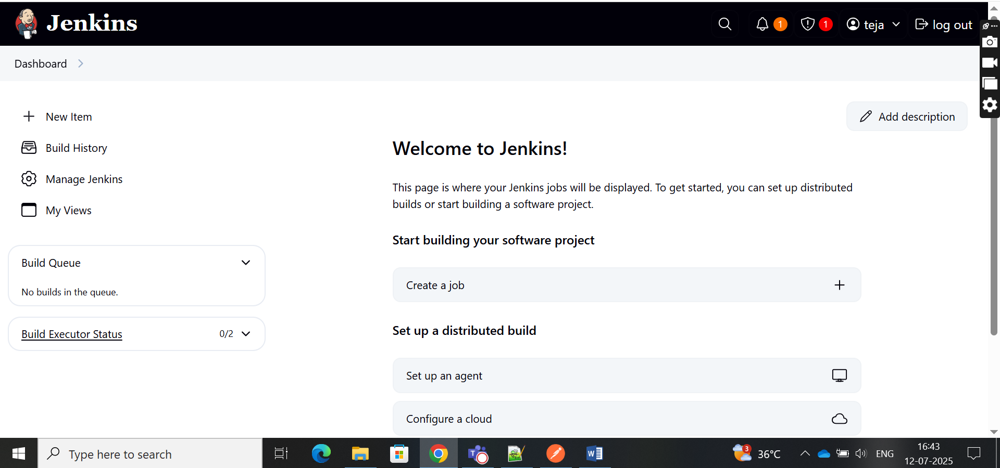 Jenkins
1
1
teja
log out
Dashboard
New Item
Add description
Build History
Manage Jenkins
My Views
Welcome to Jenkins!
This page is where your Jenkins jobs will be displayed. To get started, you can set up distributed
builds or start building a software project.
Start building your software project
Create a job
Build Queue
No builds in the queue.
Build Executor Status
0/2
Set up a distributed build
Set up an agent
Configure a cloud
Type here to search
3
36°C
ENG
16:43
12-07-2025